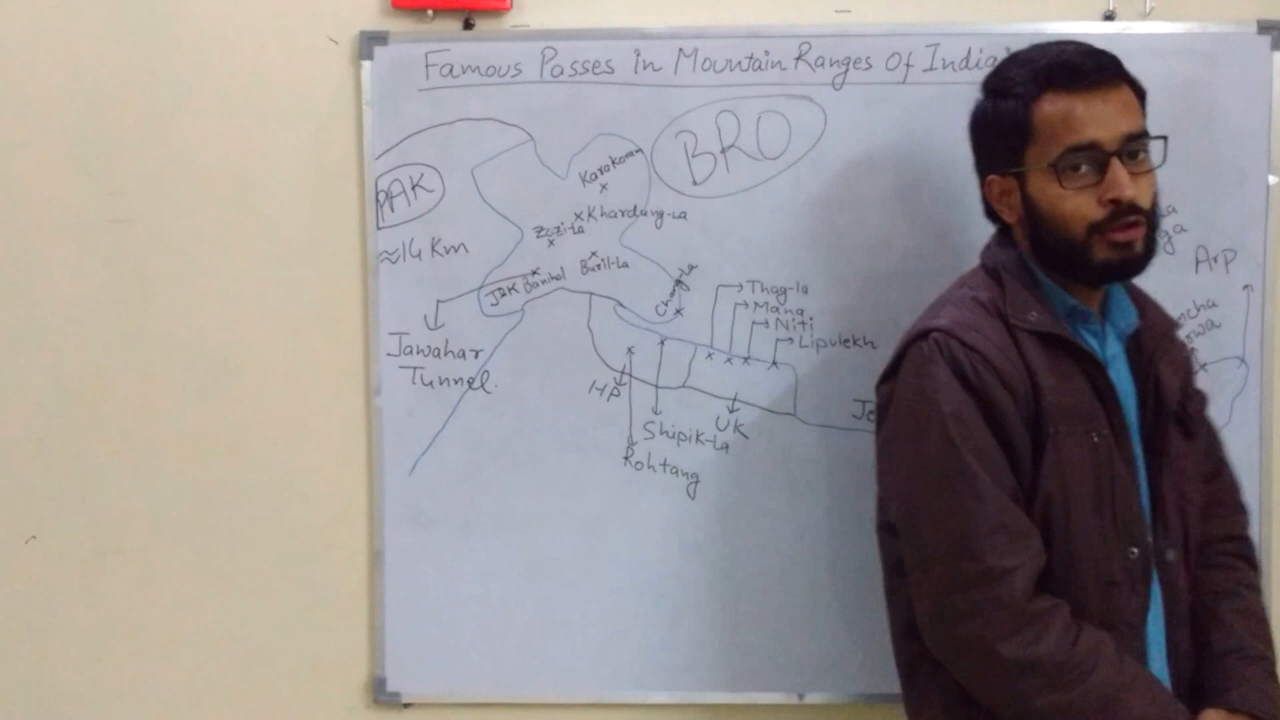 Famous Passes in Mountain Ranges Of India
BRO
PAK
≈14 Km
Karakoram
Khardung-la
Zozi-La
Buril-La
Banihal
J&K
Chang-la
Jawahar
Tunnel.
Thag-la
Mana
Niti
Lipulekh
HP
Shipik-La
UK
Rohtang
ArP